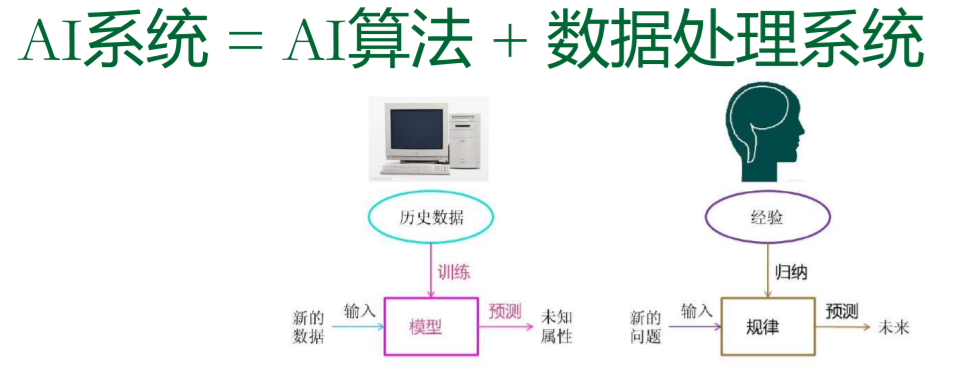 AI系统 = AI算法 + 数据处理系统
历史数据
训练
新的
数据
输入
模型
预测
未知
属性
经验
归纳
新的
问题
输入
规律
预测
未来